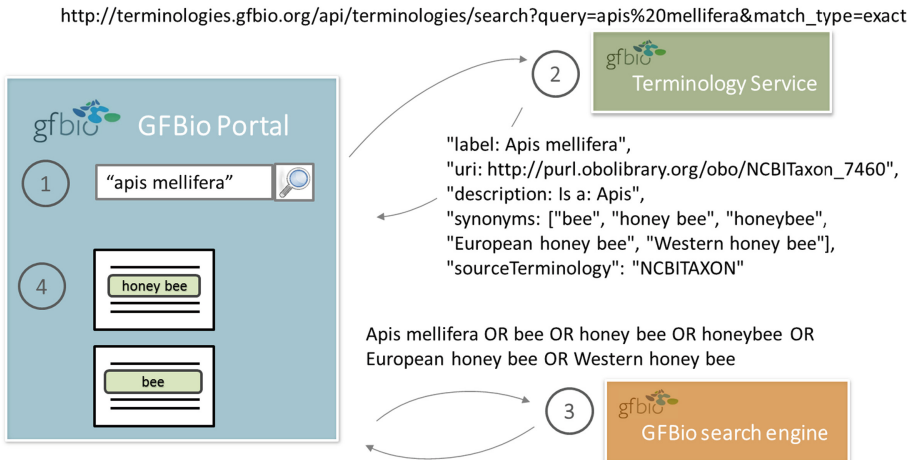 http://terminologies.gfbio.org/api/terminologies/search?query=apis%20mellifera&match_type=exact
gfbio
GFBio Portal
1
“apis mellifera”
4
honey bee
bee
2
gfbio
Terminology Service
"label: Apis mellifera",
"uri: http://purl.obolibrary.org/obo/NCBITaxon_7460",
"description: Is a: Apis",
"synonyms: ["bee", "honey bee", "honeybee",
"European honey bee", "Western honey bee"],
"sourceTerminology": "NCBITAXON"
Apis mellifera OR bee OR honey bee OR honeybee OR
European honey bee OR Western honey bee
3
gfbio
GFBio search engine